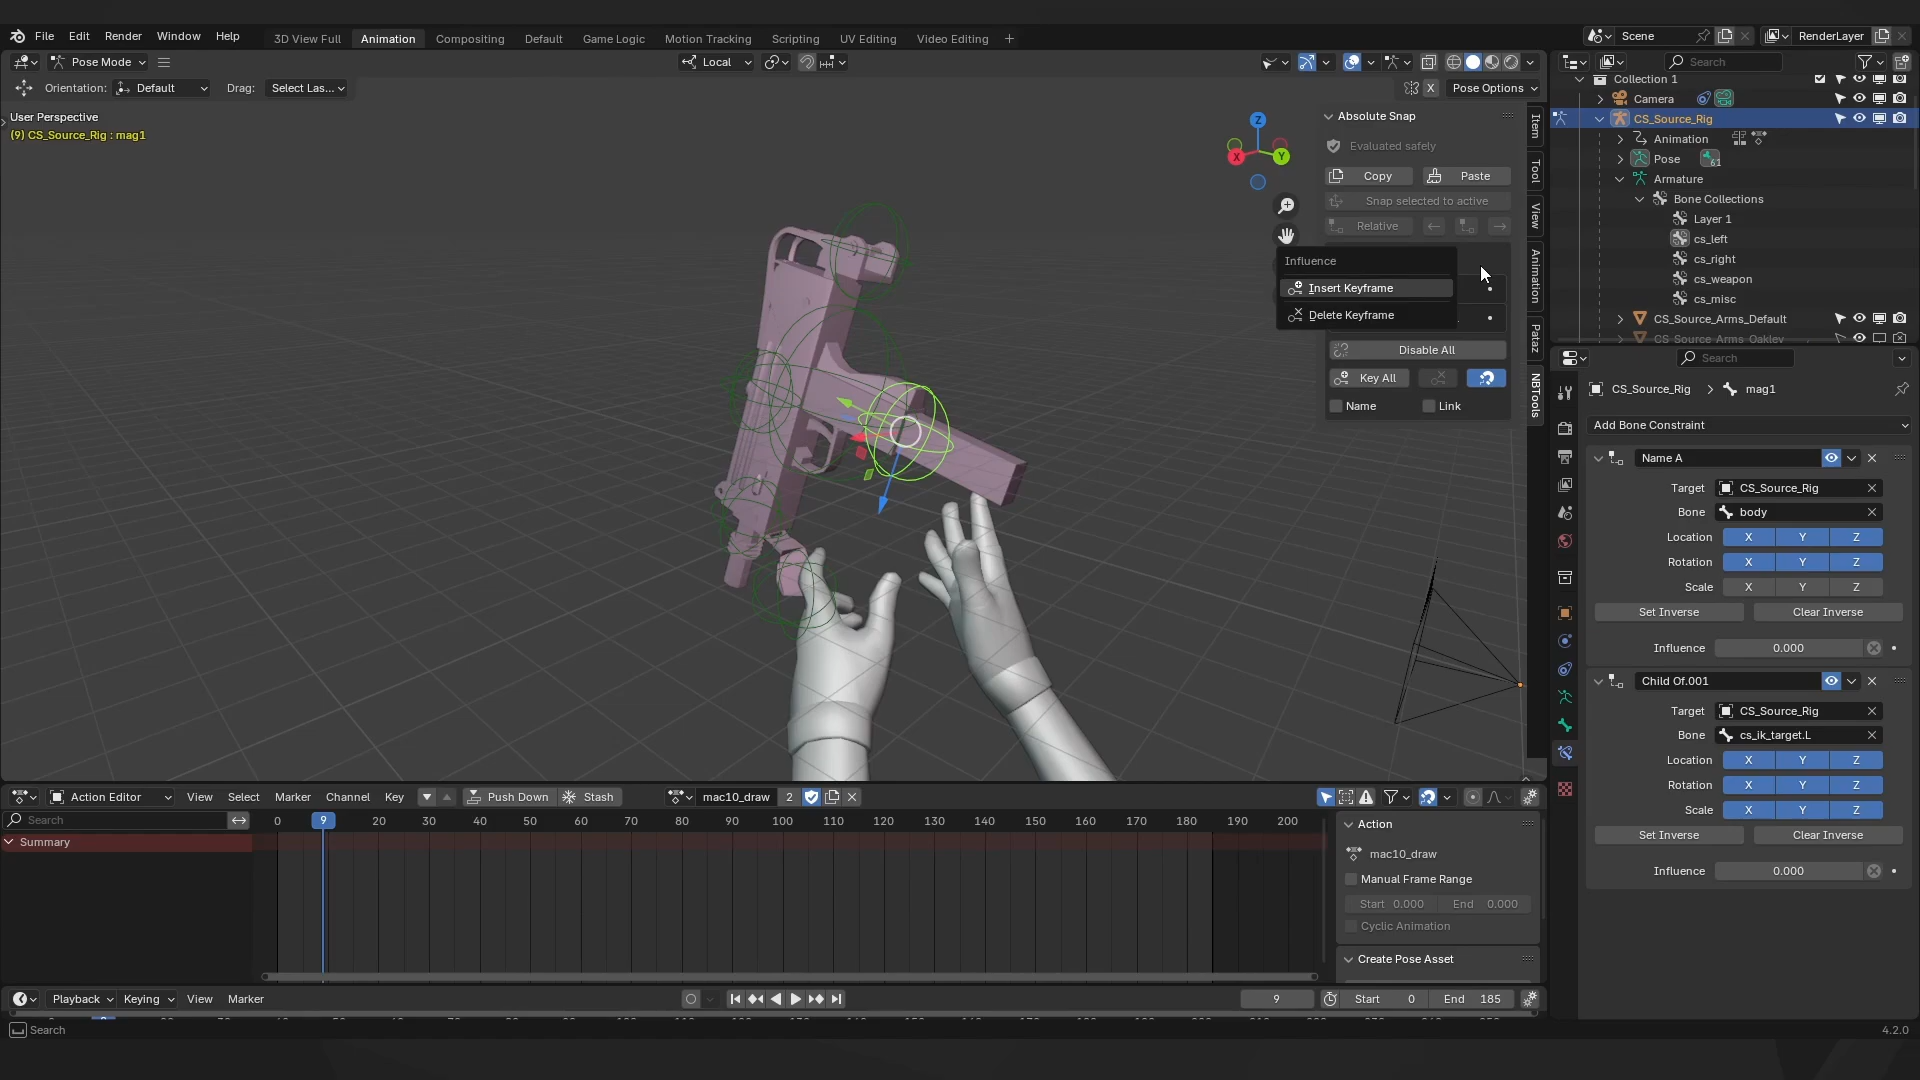 File Edit Render Window Help 3D View Full Animation Compositing Default Game Logic Motion Tracking Scripting UV Editing Video Editing + Scene RenderLayer
Pose Mode Local Search
Orientation: Default Drag: Select Las... X Pose Options
User Perspective
(9) CS_Source_Rig : mag1
Z
X
Y
Absolute Snap
Evaluated safely
Copy Paste
Snap selected to active
Relative
Influence
Insert Keyframe
Delete Keyframe
Disable All
Key All
Name Link
Item
Tool
View
Animation
Pataz
NBTools
Collection 1
Camera
CS_Source_Rig
Animation
Pose 61
Armature
Bone Collections
Layer 1
cs_left
cs_right
cs_weapon
cs_misc
CS_Source_Arms_Default
CS_Source_Arms_Oakley
Search
CS_Source_Rig mag1
Add Bone Constraint
Name A
Target CS_Source_Rig
Bone body
Location X Y Z
Rotation X Y Z
Scale X Y Z
Set Inverse Clear Inverse
Influence 0.000
Child Of.001
Target CS_Source_Rig
Bone cs_ik_target.L
Location X Y Z
Rotation X Y Z
Scale X Y Z
Set Inverse Clear Inverse
Influence 0.000
Action Editor View Select Marker Channel Key Push Down Stash mac10_draw 2
Search 0 9 20 30 40 50 60 70 80 90 100 110 120 130 140 150 160 170 180 190 200
Summary
Action
mac10_draw
Manual Frame Range
Start 0.000 End 0.000
Cyclic Animation
Create Pose Asset
Playback Keying View Marker 9 Start 0 End 185
Search 4.2.0